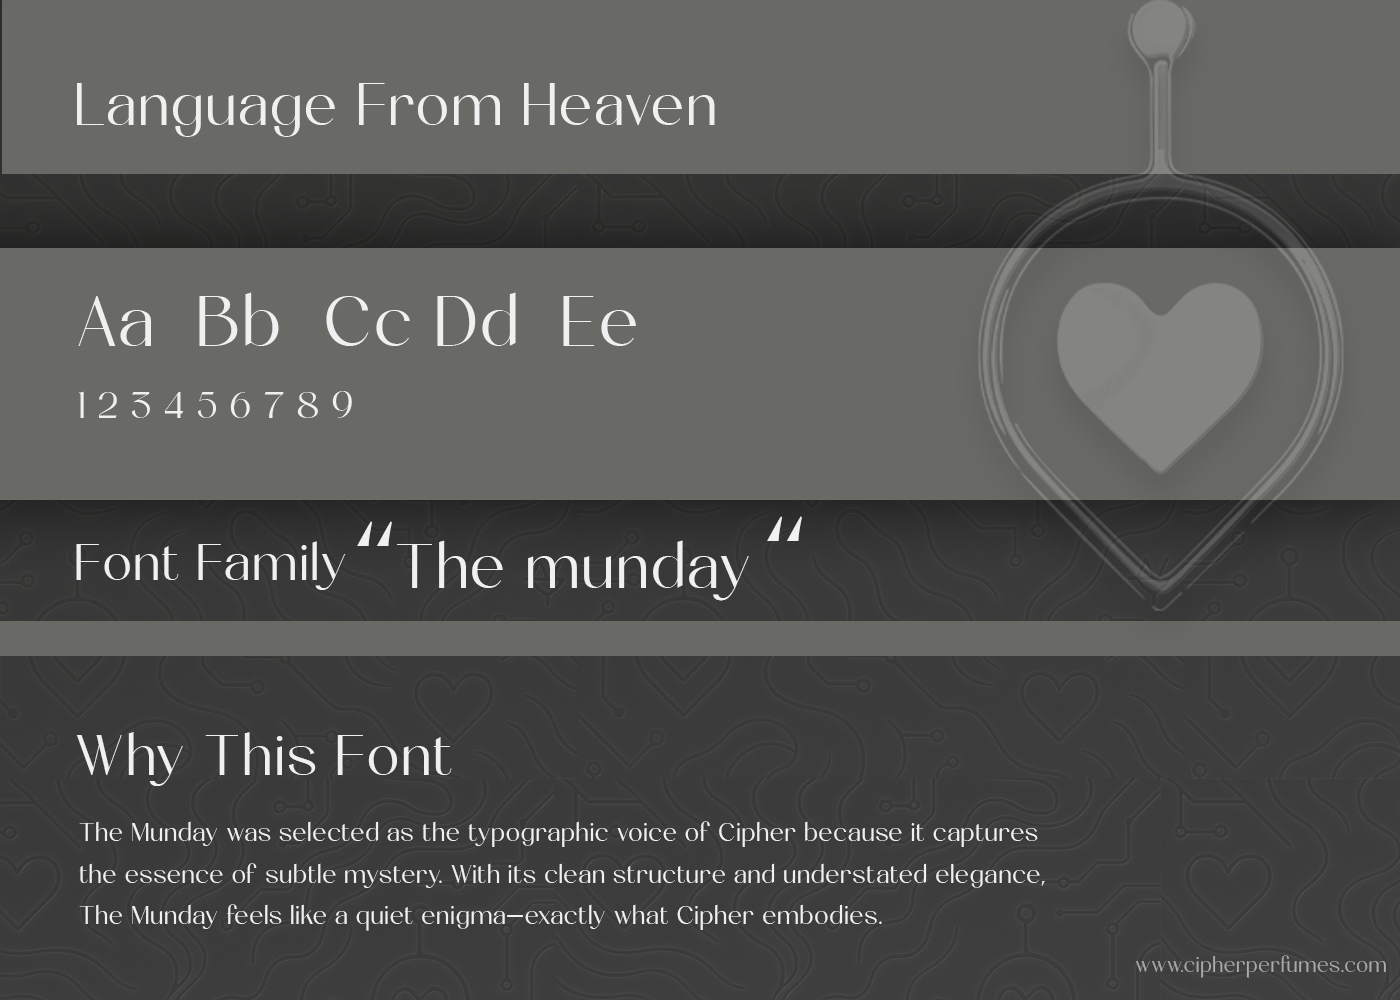 Language From Heaven
Aa Bb Cc Dd Ee
1 2 3 4 5 6 7 8 9
Font Family "The munday"
Why This Font
The Munday was selected as the typographic voice of Cipher because it captures
the essence of subtle mystery. With its clean structure and understated elegance,
The Munday feels like a quiet enigma—exactly what Cipher embodies.
www.cipherperfumes.com